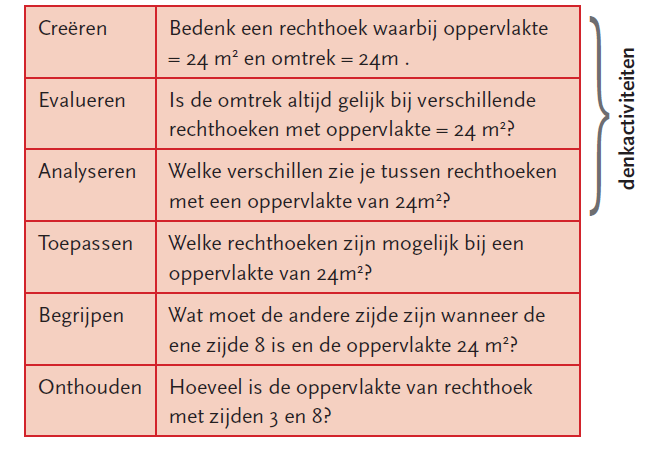 Creëren
Bedenk een rechthoek waarbij oppervlakte
= 24 m² en omtrek = 24m .
Evalueren
Is de omtrek altijd gelijk bij verschillende
rechthoeken met oppervlakte = 24 m²?
Analyseren
Welke verschillen zie je tussen rechthoeken
met een oppervlakte van 24m²?
Toepassen
Welke rechthoeken zijn mogelijk bij een
oppervlakte van 24m²?
Begrijpen
Wat moet de andere zijde zijn wanneer de
ene zijde 8 is en de oppervlakte 24 m²?
Onthouden
Hoeveel is de oppervlakte van rechthoek
met zijden 3 en 8?
denkactiviteiten